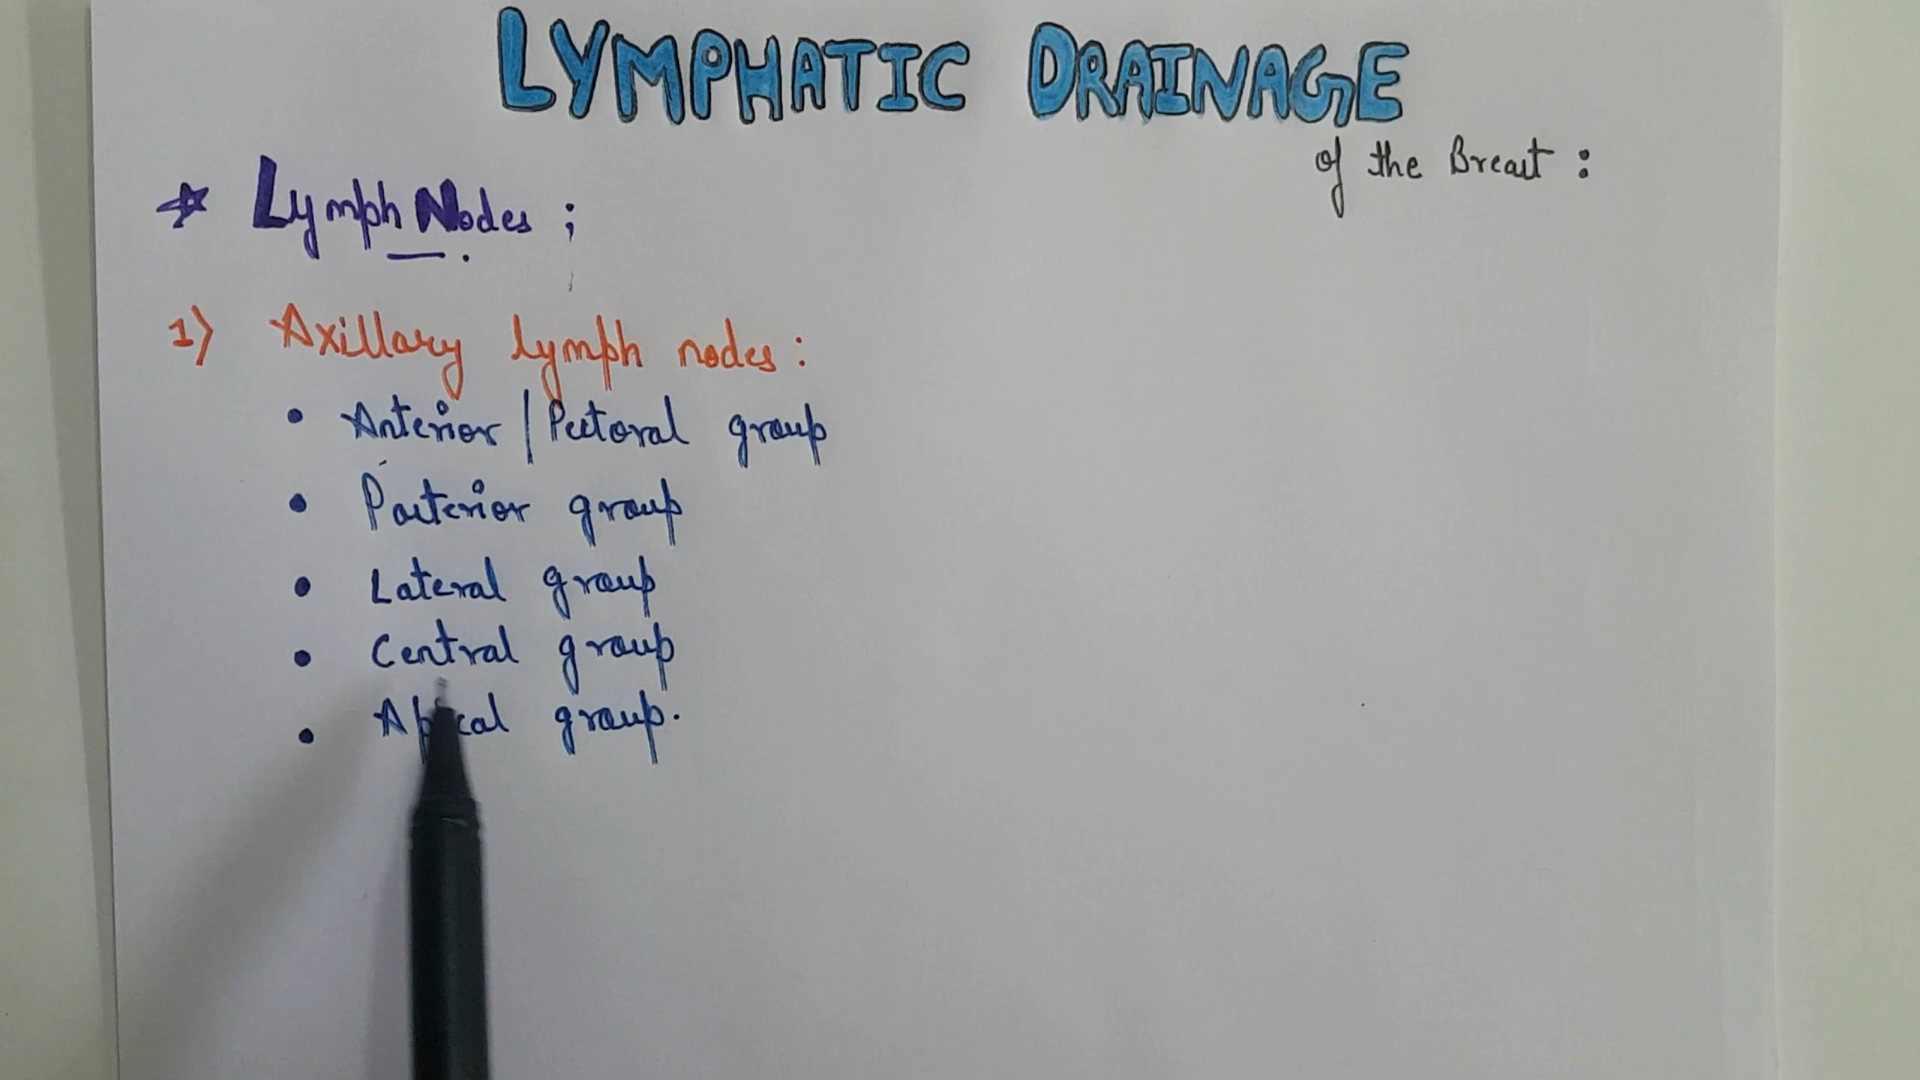 LYMPHATIC DRAINAGE
of the Breast :
* Lymph Nodes ;
1) Axillary lymph nodes :
• Anterior / Pectoral group
• Posterior group
• Lateral group
• Central group
• Apical group.